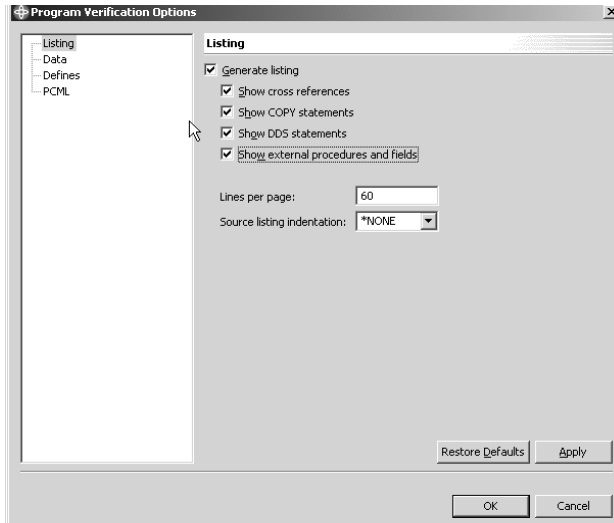 Program Verification Options
Listing
Data
Defines
PCML
Listing
Generate listing
Show cross references
Show COPY statements
Show DDS statements
Show external procedures and fields
Lines per page: 60
Source listing indentation: *NONE
Restore Defaults Apply
OK Cancel